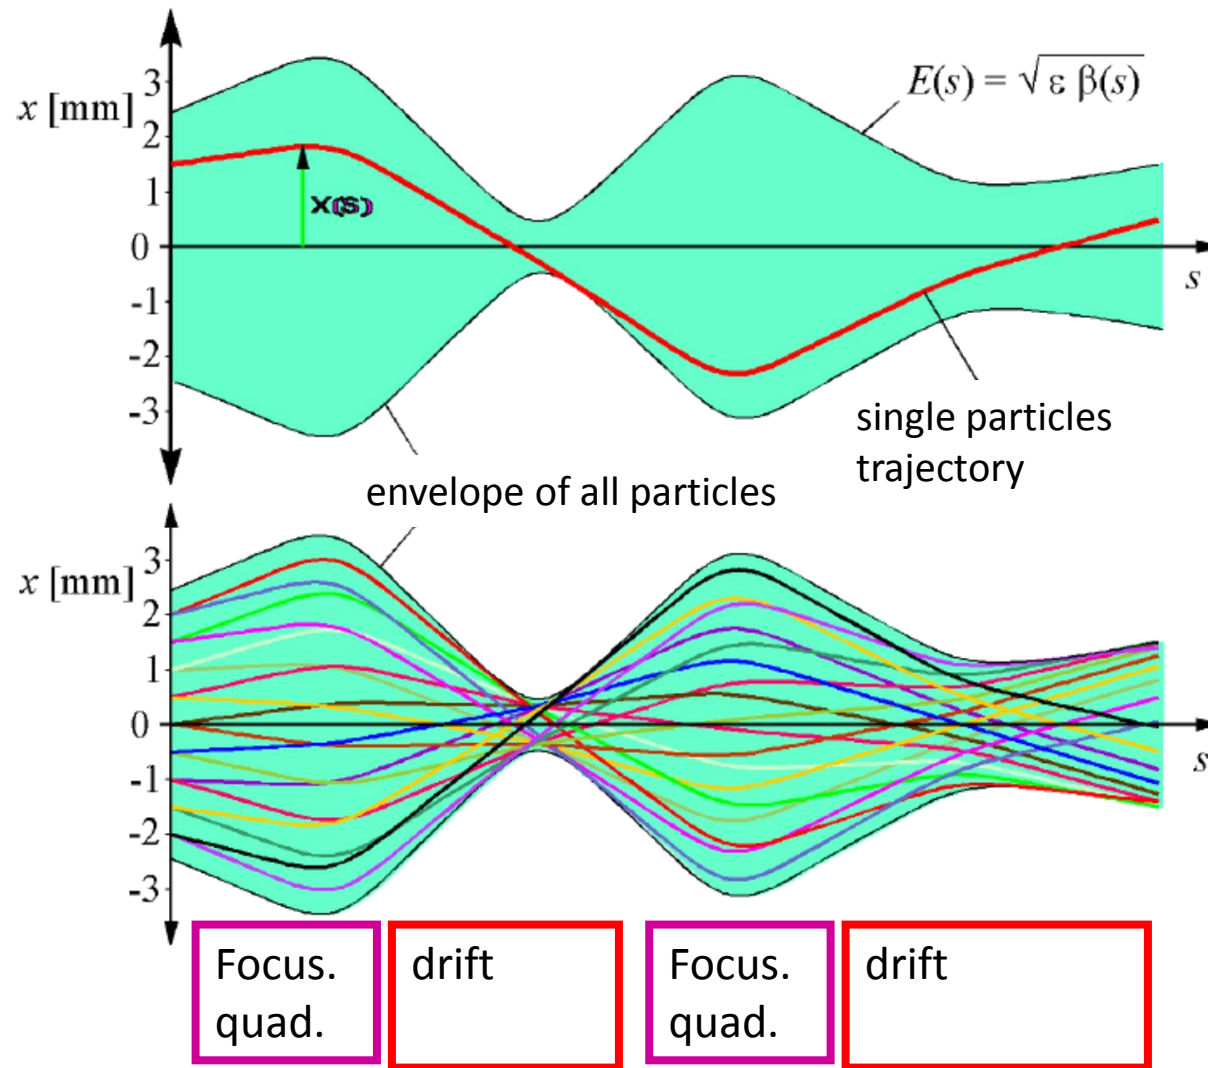 3
x [mm]
2
1
0
-1
-2
-3
E(s) = √ε β(s)
X(S)
s
single particles
trajectory
envelope of all particles
3
x [mm]
2
1
0
-1
-2
-3
s
Focus.
quad.
drift
Focus.
quad.
drift